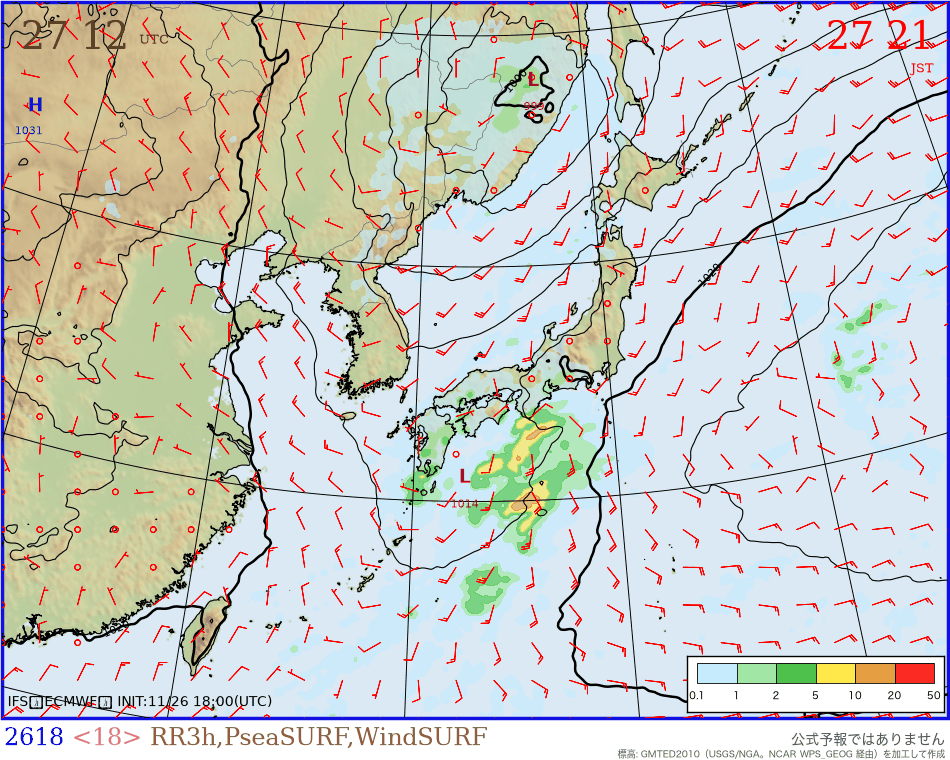 27 12 UTC
27 21
JST
H
1031
L
1020
L
1014
IFS ECMWF INIT:11/26 18:00(UTC)
0.1 1 2 5 10 20 50
2618 <18> RR3h,PseaSURF,WindSURF
公式予報ではありません
標高: GMTED2010（USGS/NGA。NCAR WPS_GEOG 経由）を加工して作成